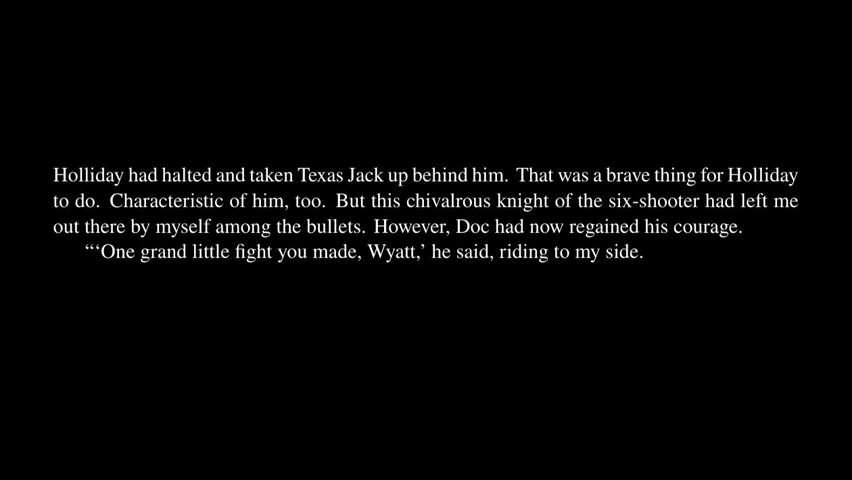 Holliday had halted and taken Texas Jack up behind him. That was a brave thing for Holliday
to do. Characteristic of him, too. But this chivalrous knight of the six-shooter had left me
out there by myself among the bullets. However, Doc had now regained his courage.
“‘One grand little fight you made, Wyatt,’ he said, riding to my side.